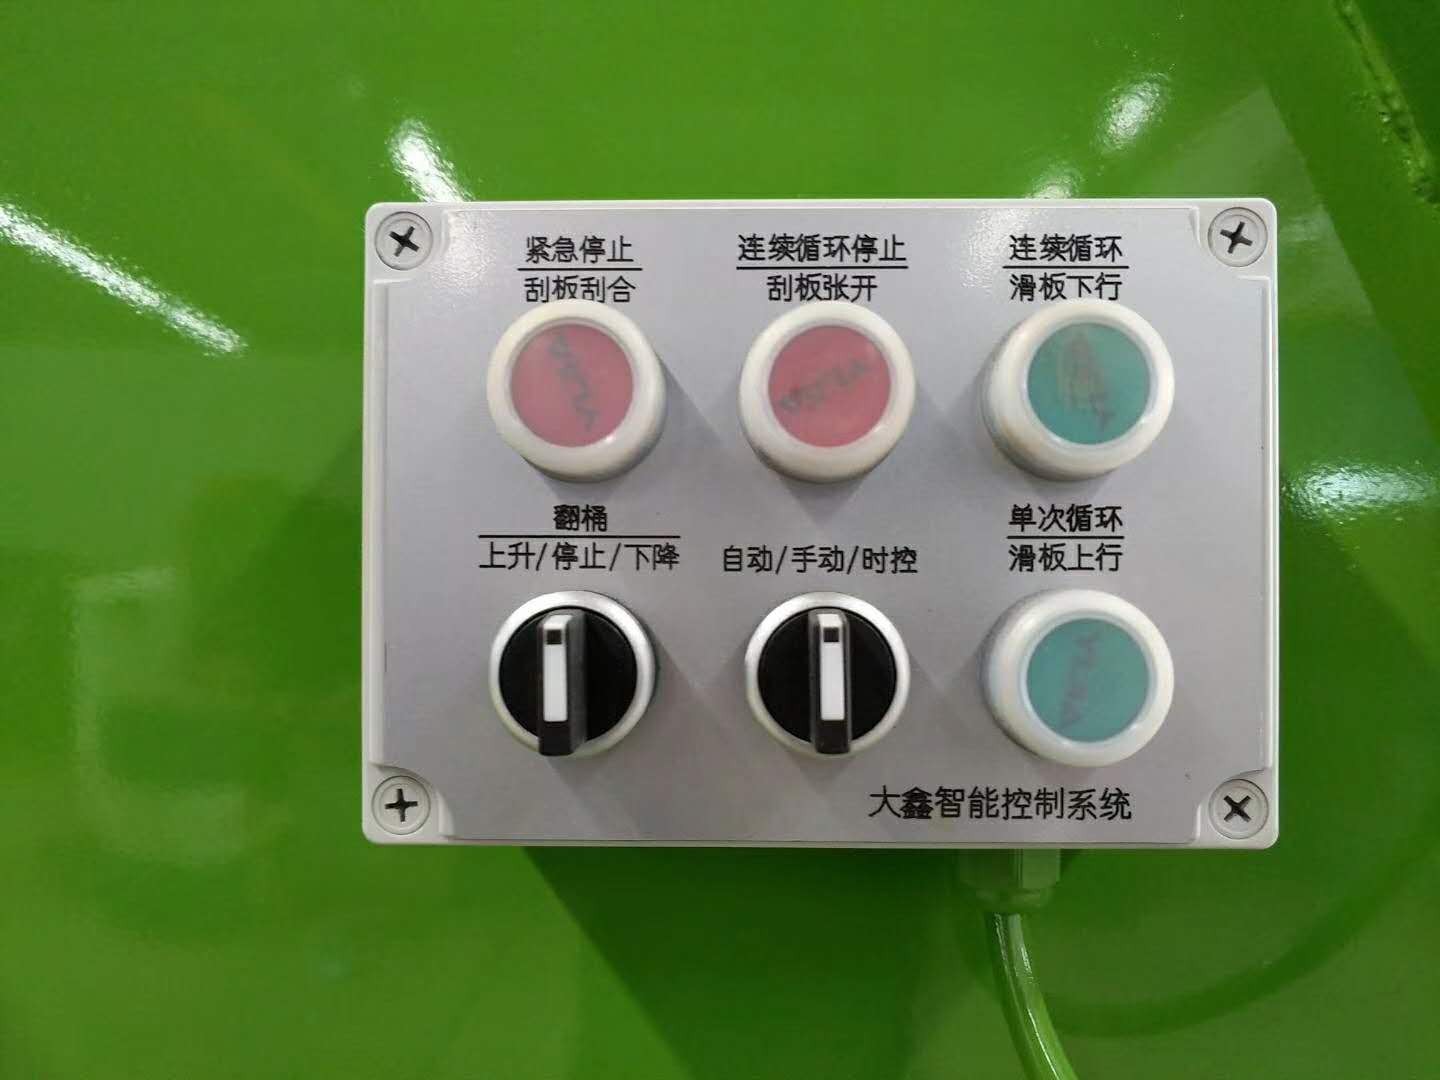 紧急停止
刮板刮合
连续循环停止
刮板张开
连续循环
滑板下行
翻桶
上升/停止/下降
自动/手动/时控
单次循环
滑板上行
大鑫智能控制系统